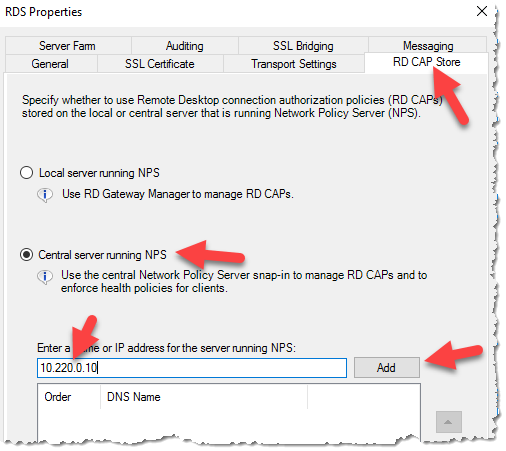 RDS Properties
Server Farm
Auditing
SSL Bridging
Messaging
General
SSL Certificate
Transport Settings
RD CAP Store
Specify whether to use Remote Desktop connection authorization policies (RD CAPs)
stored on the local or central server that is running Network Policy Server (NPS).
Local server running NPS
Use RD Gateway Manager to manage RD CAPs.
Central server running NPS
Use the central Network Policy Server snap-in to manage RD CAPs and to
enforce health policies for clients.
Enter a name or IP address for the server running NPS:
10.220.0.10
Add
Order
DNS Name